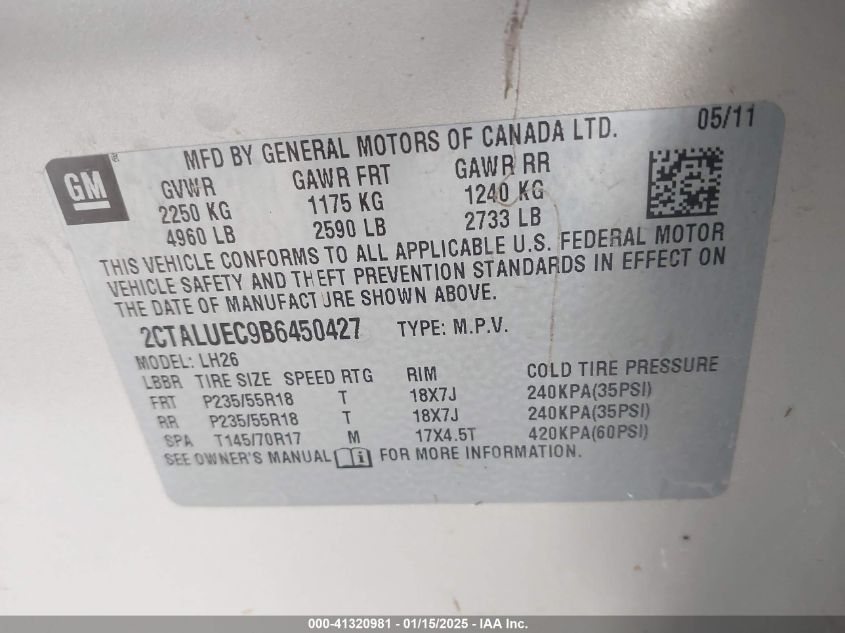 05/11
GM
MFD BY GENERAL MOTORS OF CANADA LTD.
GVWR GAWR FRT GAWR RR
2250 KG 1175 KG 1240 KG
4960 LB 2590 LB 2733 LB
THIS VEHICLE CONFORMS TO ALL APPLICABLE U.S. FEDERAL MOTOR
VEHICLE SAFETY AND THEFT PREVENTION STANDARDS IN EFFECT ON
THE DATE OF MANUFACTURE SHOWN ABOVE.
2CTALUEC9B6450427 TYPE: M.P.V.
MODEL: LH26
LBBR TIRE SIZE SPEED RTG RIM COLD TIRE PRESSURE
FRT P235/55R18 T 18X7J 240KPA(35PSI)
RR P235/55R18 T 18X7J 240KPA(35PSI)
SPA T145/70R17 M 17X4.5T 420KPA(60PSI)
SEE OWNER'S MANUAL i FOR MORE INFORMATION.
000-41320981 - 01/15/2025 - IAA Inc.